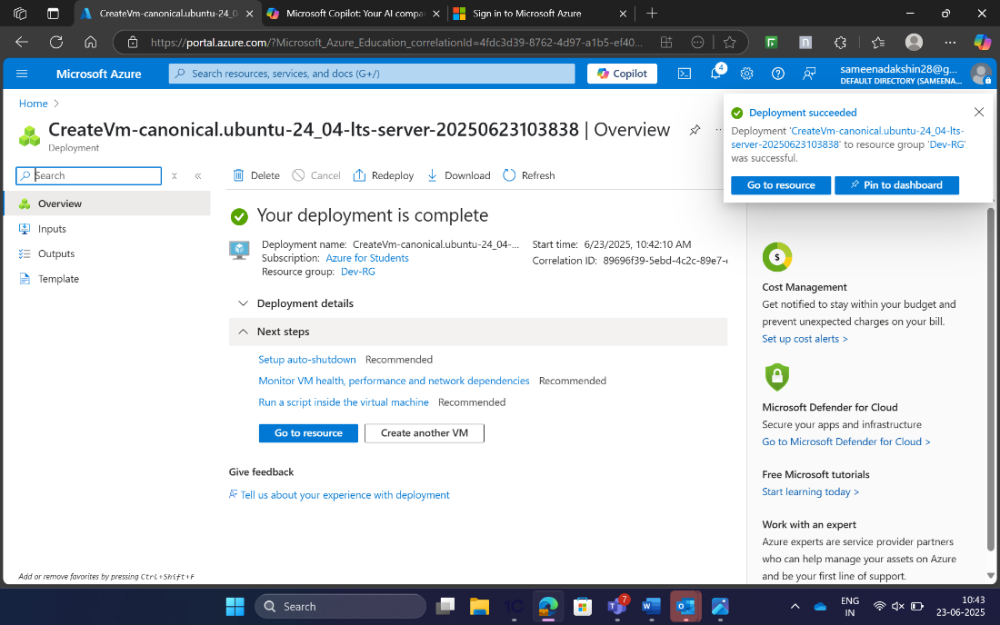 CreateVm-canonical.ubuntu-24_0
Microsoft Copilot: Your AI compa
Sign in to Microsoft Azure
https://portal.azure.com/?Microsoft_Azure_Education_correlationId=4fdc3d39-8762-4d97-a1b5-ef40...
Microsoft Azure
Search resources, services, and docs (G+/)
Copilot
4
sameenadakshin28@g...
DEFAULT DIRECTORY (SAMEENA...
Home >
CreateVm-canonical.ubuntu-24_04-lts-server-20250623103838 | Overview
Deployment
Deployment succeeded
Deployment 'CreateVm-canonical.ubuntu-24_04-lts-
server-20250623103838' to resource group 'Dev-RG'
was successful.
Go to resource
Pin to dashboard
Search
Overview
Inputs
Outputs
Template
Delete
Cancel
Redeploy
Download
Refresh
Your deployment is complete
Deployment name: CreateVm-canonical.ubuntu-24_04-...
Subscription: Azure for Students
Resource group: Dev-RG
Start time: 6/23/2025, 10:42:10 AM
Correlation ID: 89696f39-5ebd-4c2c-89e7-
Deployment details
Next steps
Setup auto-shutdown Recommended
Monitor VM health, performance and network dependencies Recommended
Run a script inside the virtual machine Recommended
Go to resource
Create another VM
Give feedback
Tell us about your experience with deployment
Cost Management
Get notified to stay within your budget and
prevent unexpected charges on your bill.
Set up cost alerts >
Microsoft Defender for Cloud
Secure your apps and infrastructure
Go to Microsoft Defender for Cloud >
Free Microsoft tutorials
Start learning today >
Work with an expert
Azure experts are service provider partners
who can help manage your assets on Azure
and be your first line of support.
Add or remove favorites by pressing Ctrl+Shift+F
Search
7
ENG
IN
10:43
23-06-2025